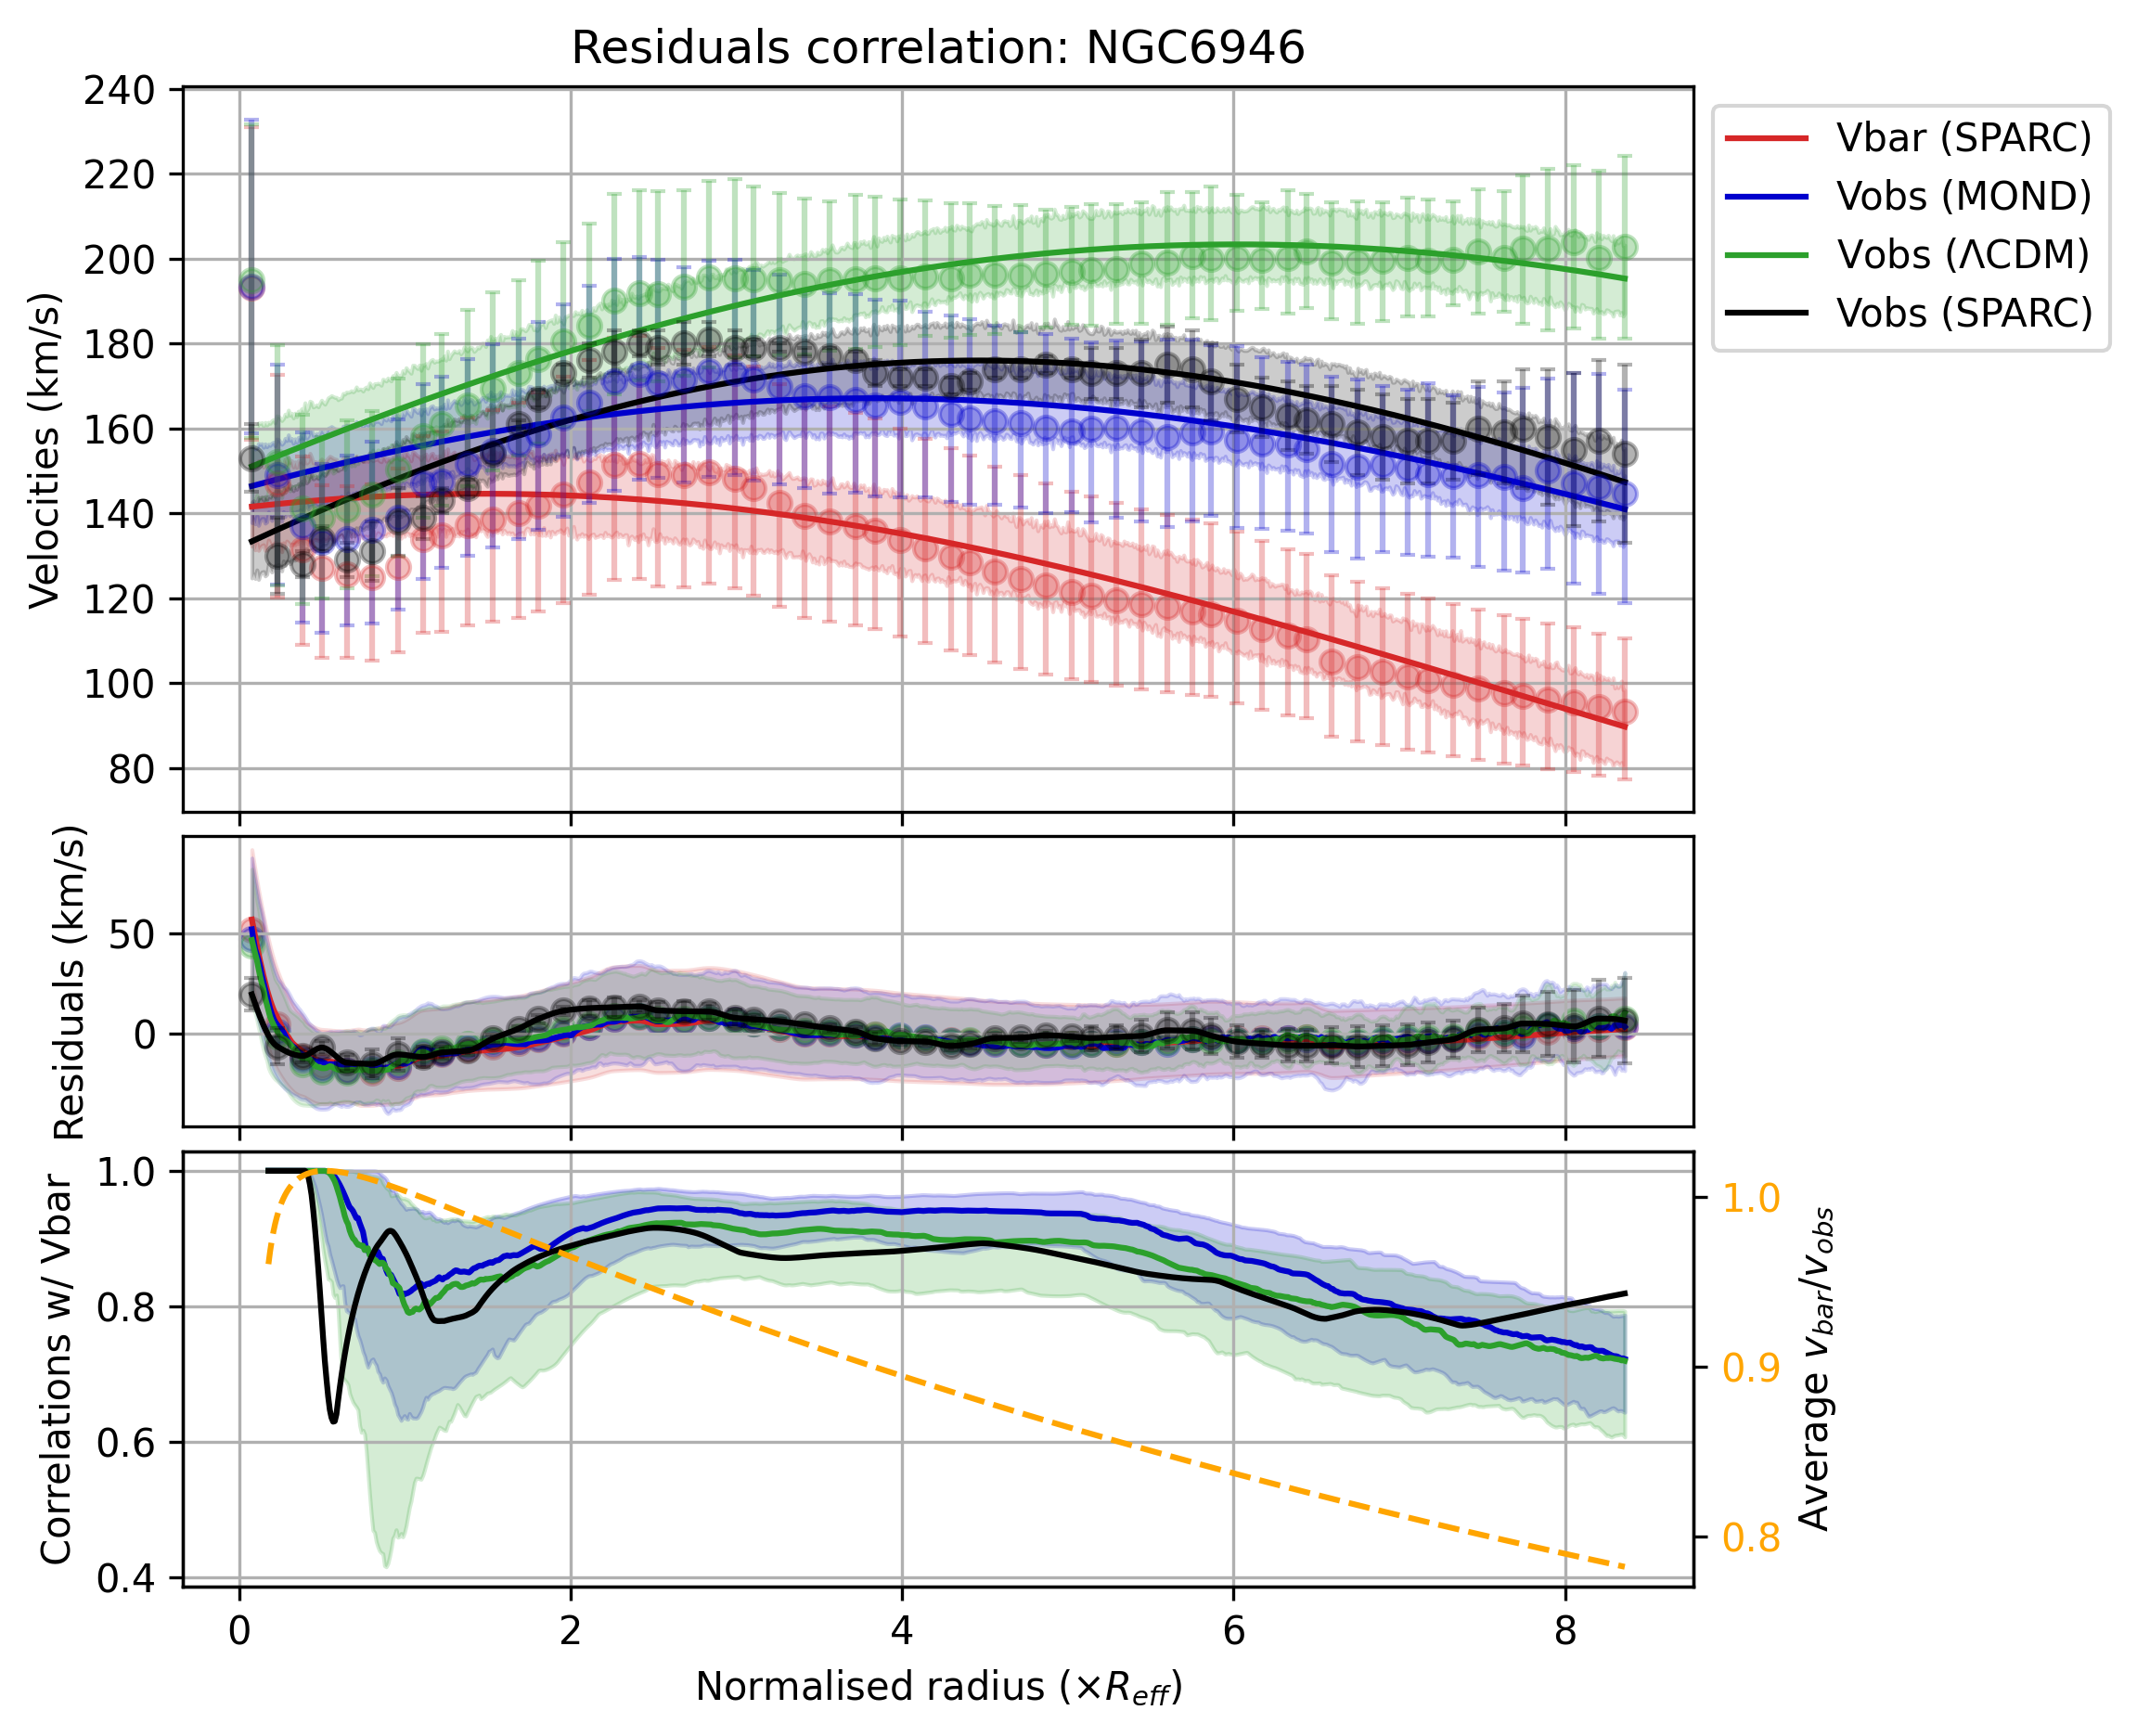 Residuals correlation: NGC6946
Velocities (km/s)
240
220
200
180
160
140
120
100
80
Vbar (SPARC)
Vobs (MOND)
Vobs (ΛCDM)
Vobs (SPARC)
Residuals (km/s)
50
0
Correlations w/ Vbar
1.0
0.8
0.6
0.4
1.0
0.9
0.8
Average v_bar/v_obs
0 2 4 6 8
Normalised radius (×R_eff)